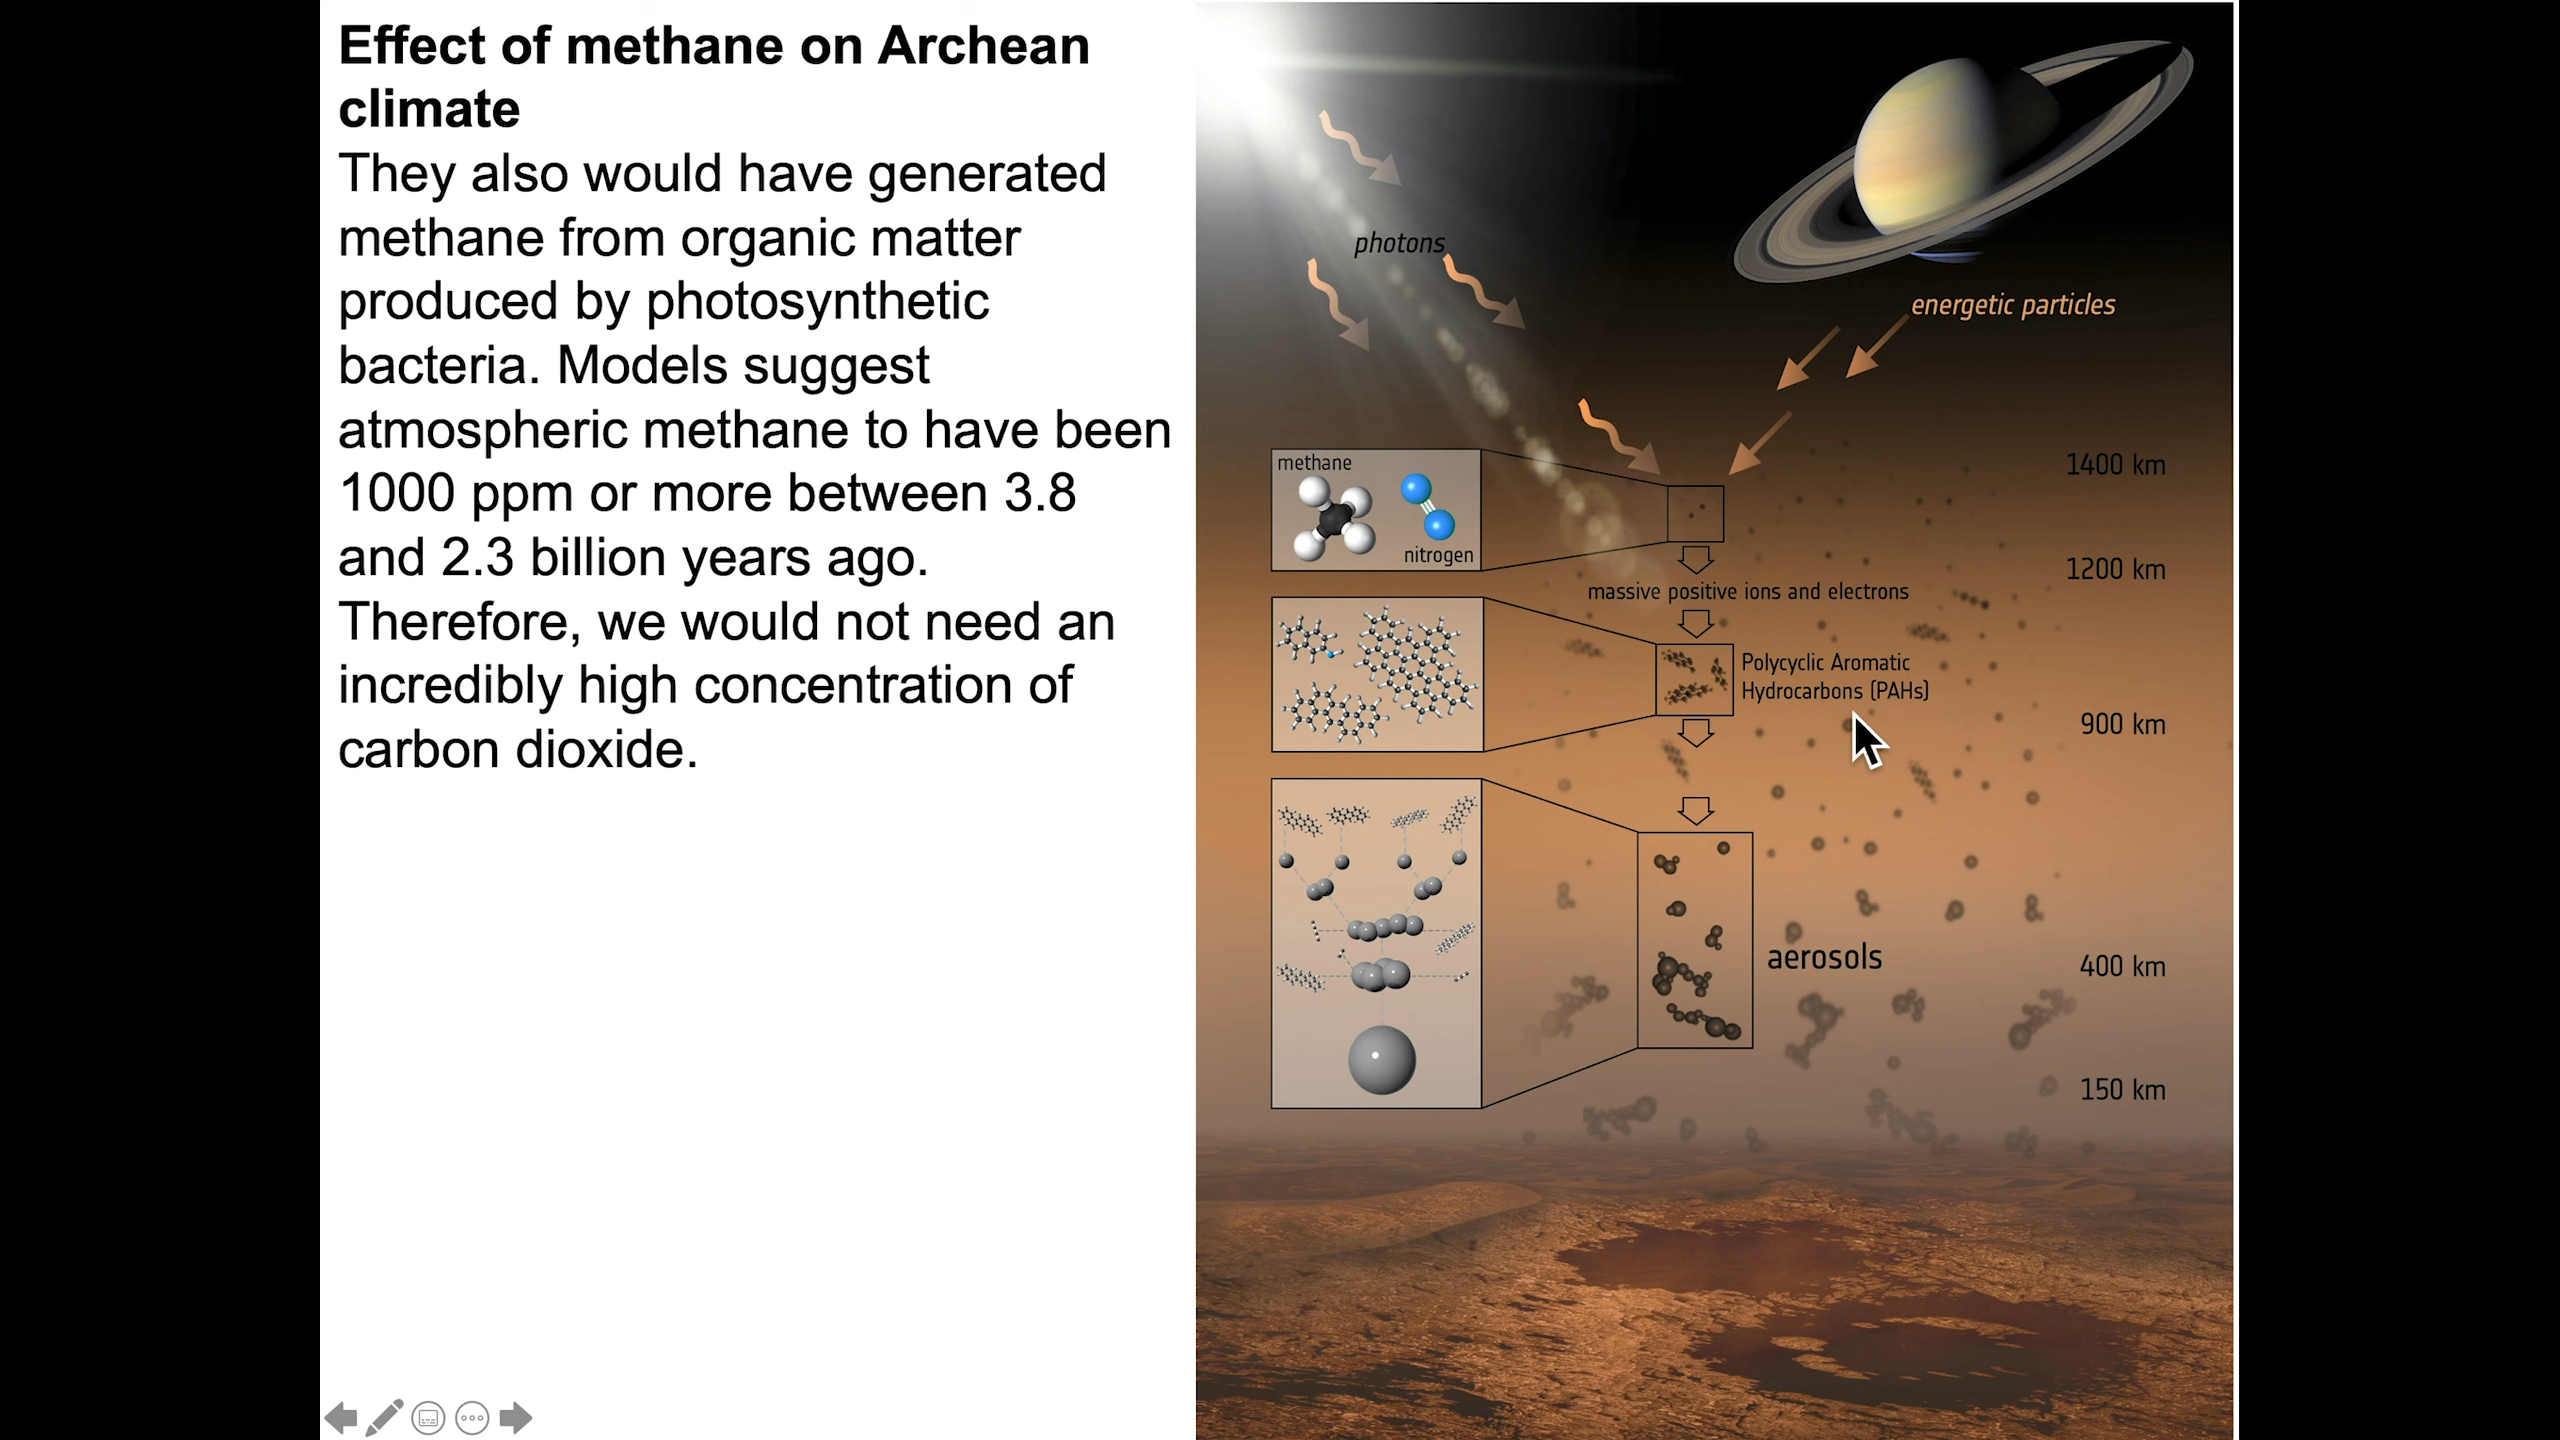 Effect of methane on Archean
climate
They also would have generated
methane from organic matter
produced by photosynthetic
bacteria. Models suggest
atmospheric methane to have been
1000 ppm or more between 3.8
and 2.3 billion years ago.
Therefore, we would not need an
incredibly high concentration of
carbon dioxide.
photons
energetic particles
1400 km
methane
nitrogen
1200 km
massive positive ions and electrons
Polycyclic Aromatic
Hydrocarbons (PAHs)
900 km
aerosols
400 km
150 km